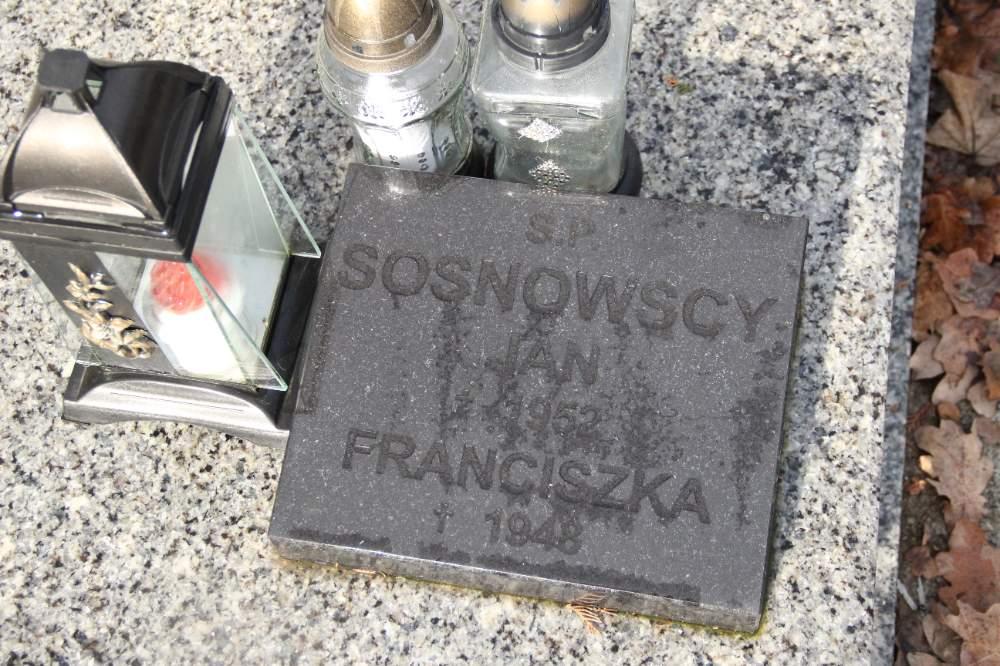 S.P.
SOSNOWSCY
JAN
† 1952
FRANCISZKA
† 1948